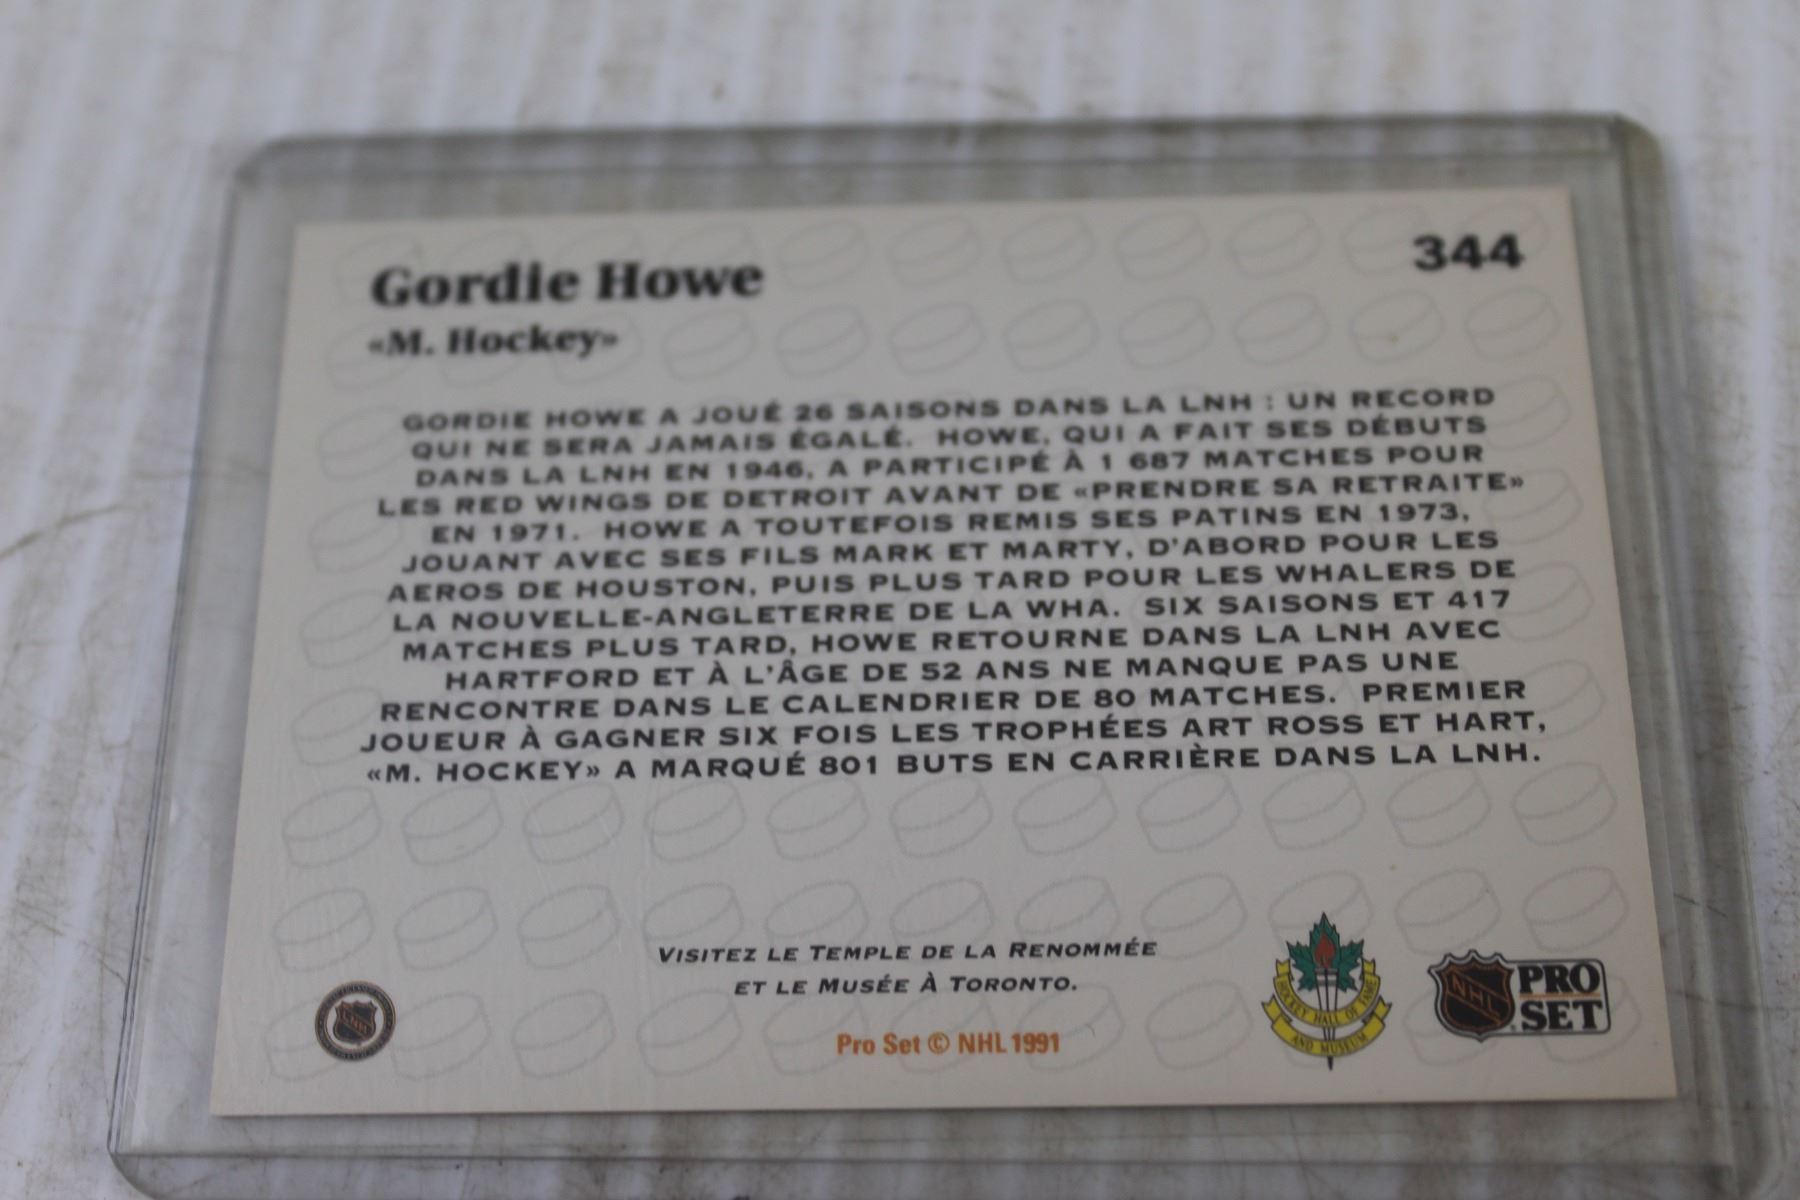 Gordie Howe
344
«M. Hockey»
GORDIE HOWE A JOUÉ 26 SAISONS DANS LA LNH : UN RECORD
QUI NE SERA JAMAIS ÉGALÉ. HOWE, QUI A FAIT SES DÉBUTS
DANS LA LNH EN 1946, A PARTICIPÉ À 1 687 MATCHES POUR
LES RED WINGS DE DETROIT AVANT DE «PRENDRE SA RETRAITE»
EN 1971. HOWE A TOUTEFOIS REMIS SES PATINS EN 1973,
JOUANT AVEC SES FILS MARK ET MARTY, D'ABORD POUR LES
AEROS DE HOUSTON, PUIS PLUS TARD POUR LES WHALERS DE
LA NOUVELLE-ANGLETERRE DE LA WHA. SIX SAISONS ET 417
MATCHES PLUS TARD, HOWE RETOURNE DANS LA LNH AVEC
HARTFORD ET À L'ÂGE DE 52 ANS NE MANQUE PAS UNE
RENCONTRE DANS LE CALENDRIER DE 80 MATCHES. PREMIER
JOUEUR À GAGNER SIX FOIS LES TROPHÉES ART ROSS ET HART,
«M. HOCKEY» A MARQUÉ 801 BUTS EN CARRIÈRE DANS LA LNH.
VISITEZ LE TEMPLE DE LA RENOMMÉE
ET LE MUSÉE À TORONTO.
Pro Set © NHL 1991
HOCKEY HALL OF FAME
AND MUSEUM
NHL
PRO
SET